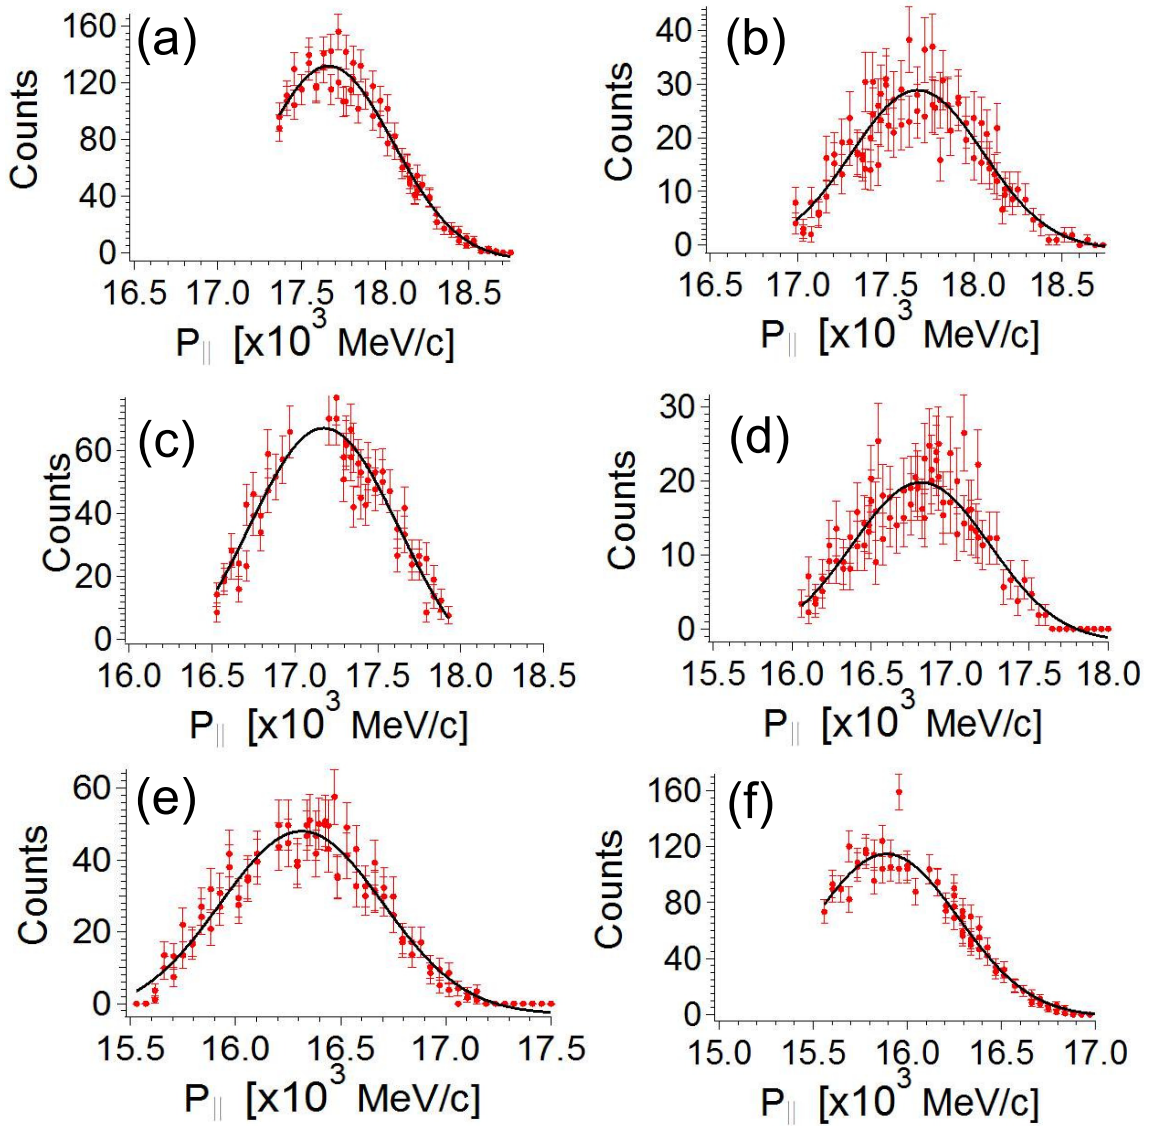 (a)
Counts
160
120
80
40
0
16.5 17.0 17.5 18.0 18.5
P|| [x10³ MeV/c]
(b)
Counts
40
30
20
10
0
16.5 17.0 17.5 18.0 18.5
P|| [x10³ MeV/c]
(c)
Counts
60
40
20
0
16.0 16.5 17.0 17.5 18.0 18.5
P|| [x10³ MeV/c]
(d)
Counts
30
20
10
0
15.5 16.0 16.5 17.0 17.5 18.0
P|| [x10³ MeV/c]
(e)
Counts
60
40
20
0
15.5 16.0 16.5 17.0 17.5
P|| [x10³ MeV/c]
(f)
Counts
160
120
80
40
0
15.0 15.5 16.0 16.5 17.0
P|| [x10³ MeV/c]